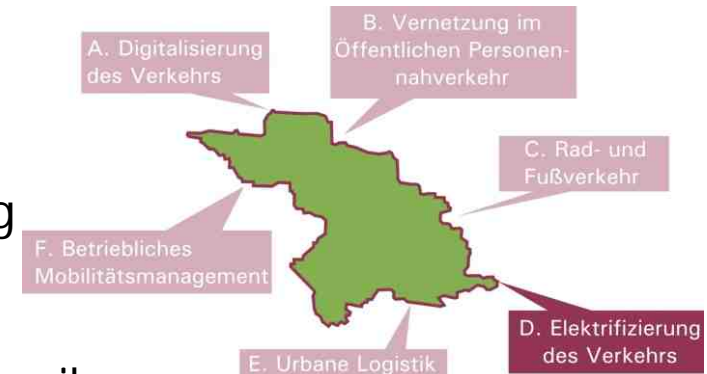 A. Digitalisierung
des Verkehrs
B. Vernetzung im
Öffentlichen Personen-
nahverkehr
C. Rad- und
Fußverkehr
g
F. Betriebliches
Mobilitätsmanagement
D. Elektrifizierung
des Verkehrs
E. Urbane Logistik